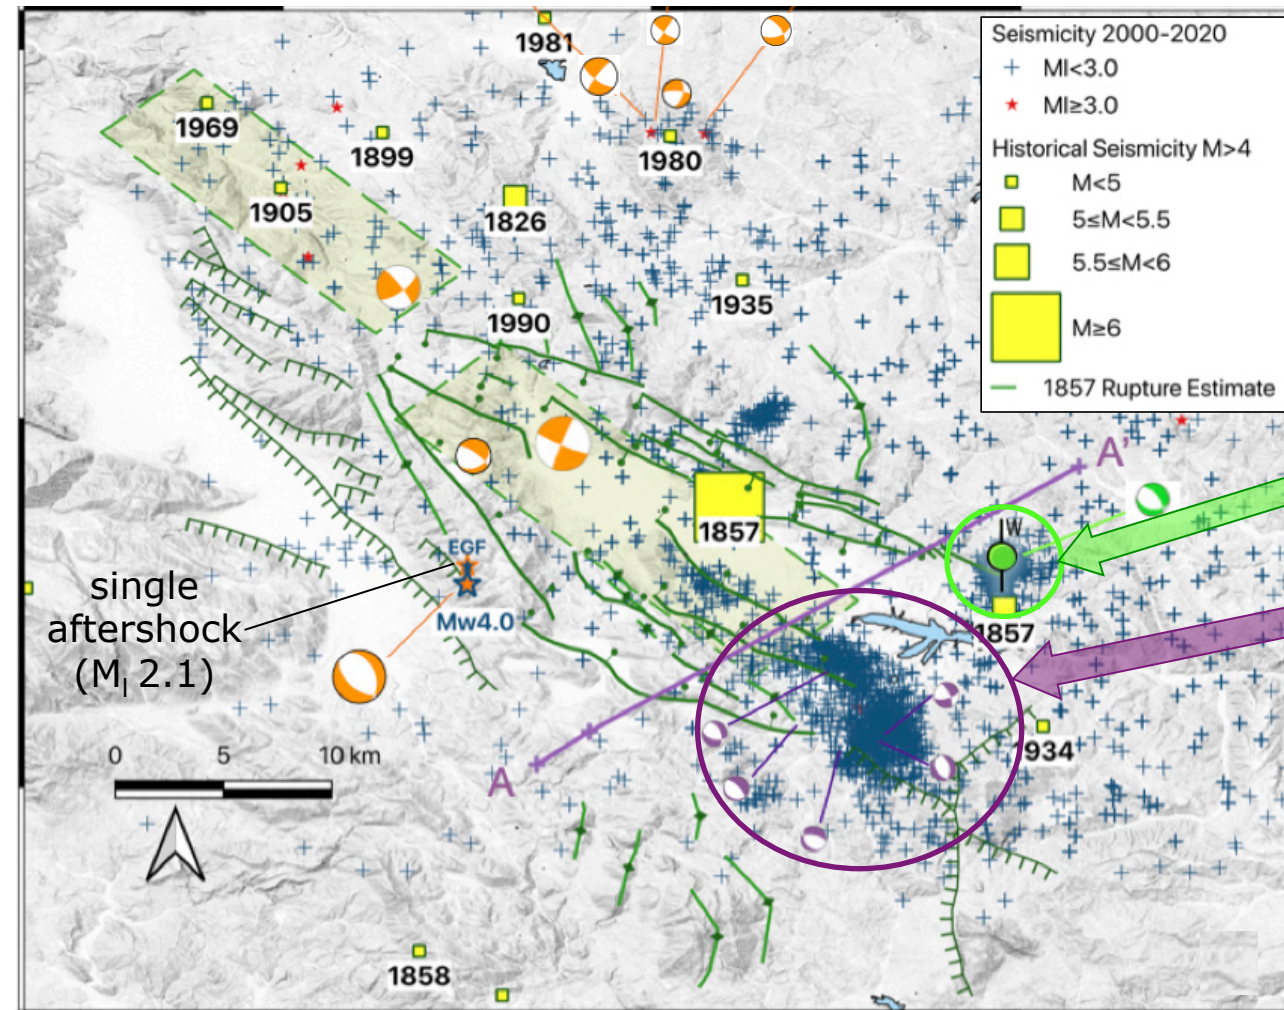 Seismicity 2000-2020
Ml<3.0
Ml≥3.0
Historical Seismicity M>4
M<5
5≤M<5.5
5.5≤M<6
M≥6
1857 Rupture Estimate
1981
1969
1899
1980
1905
1826
1935
1990
A'
1857
W
EGF
single
aftershock
(Ml 2.1)
Mw4.0
1857
934
A
0 5 10 km
1858